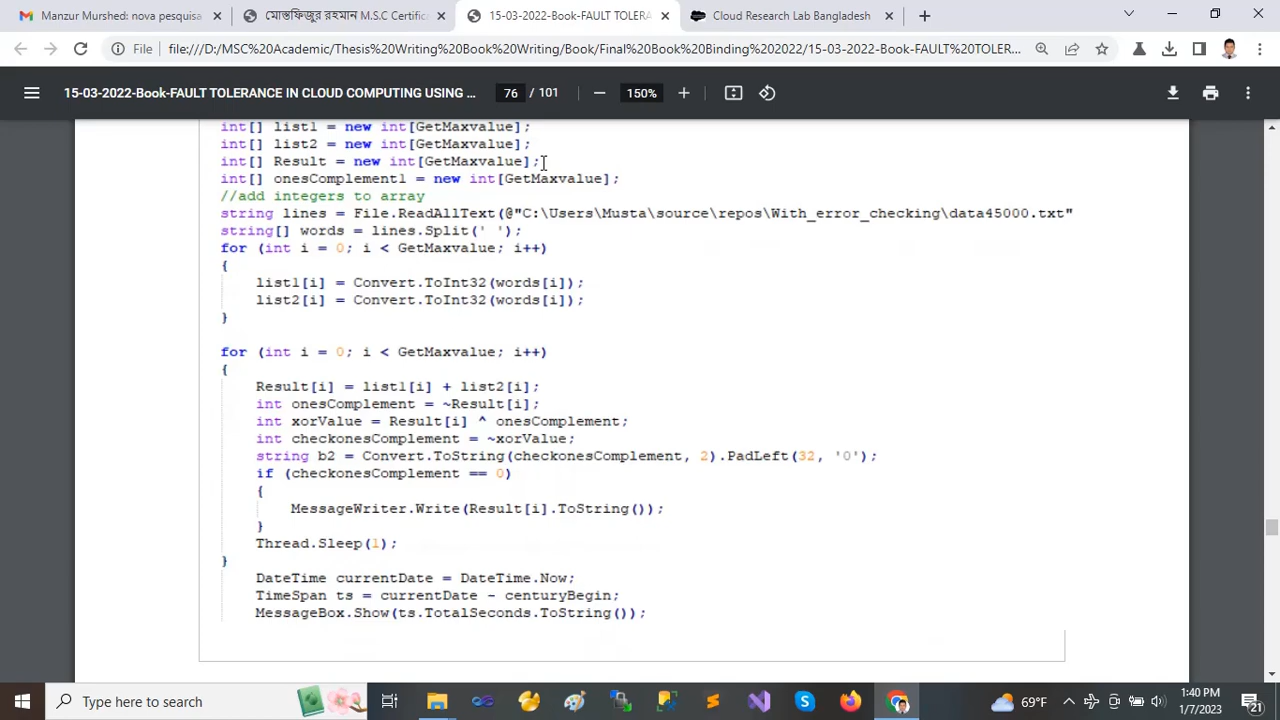 Manzur Murshed: nova pesquisa
মোস্তাফিজুর রহমান M.S.C Certific
15-03-2022-Book-FAULT TOLERA
Cloud Research Lab Bangladesh
File
file:///D:/MSC%20Academic/Thesis%20Writing%20Book%20Writing/Book/Final%20Book%20Binding%202022/15-03-2022-Book-FAULT%20TOLER...
15-03-2022-Book-FAULT TOLERANCE IN CLOUD COMPUTING USING ...
76 / 101
150%
int[] list1 = new int[GetMaxvalue];
int[] list2 = new int[GetMaxvalue];
int[] Result = new int[GetMaxvalue];
int[] onesComplement1 = new int[GetMaxvalue];
//add integers to array
string lines = File.ReadAllText(@"C:\Users\Musta\source\repos\With_error_checking\data45000.txt"
string[] words = lines.Split(' ');
for (int i = 0; i < GetMaxvalue; i++)
{
list1[i] = Convert.ToInt32(words[i]);
list2[i] = Convert.ToInt32(words[i]);
}
for (int i = 0; i < GetMaxvalue; i++)
{
Result[i] = list1[i] + list2[i];
int onesComplement = ~Result[i];
int xorValue = Result[i] ^ onesComplement;
int checkonesComplement = ~xorValue;
string b2 = Convert.ToString(checkonesComplement, 2).PadLeft(32, '0');
if (checkonesComplement == 0)
{
MessageWriter.Write(Result[i].ToString());
}
Thread.Sleep(1);
}
DateTime currentDate = DateTime.Now;
TimeSpan ts = currentDate - centuryBegin;
MessageBox.Show(ts.TotalSeconds.ToString());
Type here to search
69°F
1:40 PM
1/7/2023
21